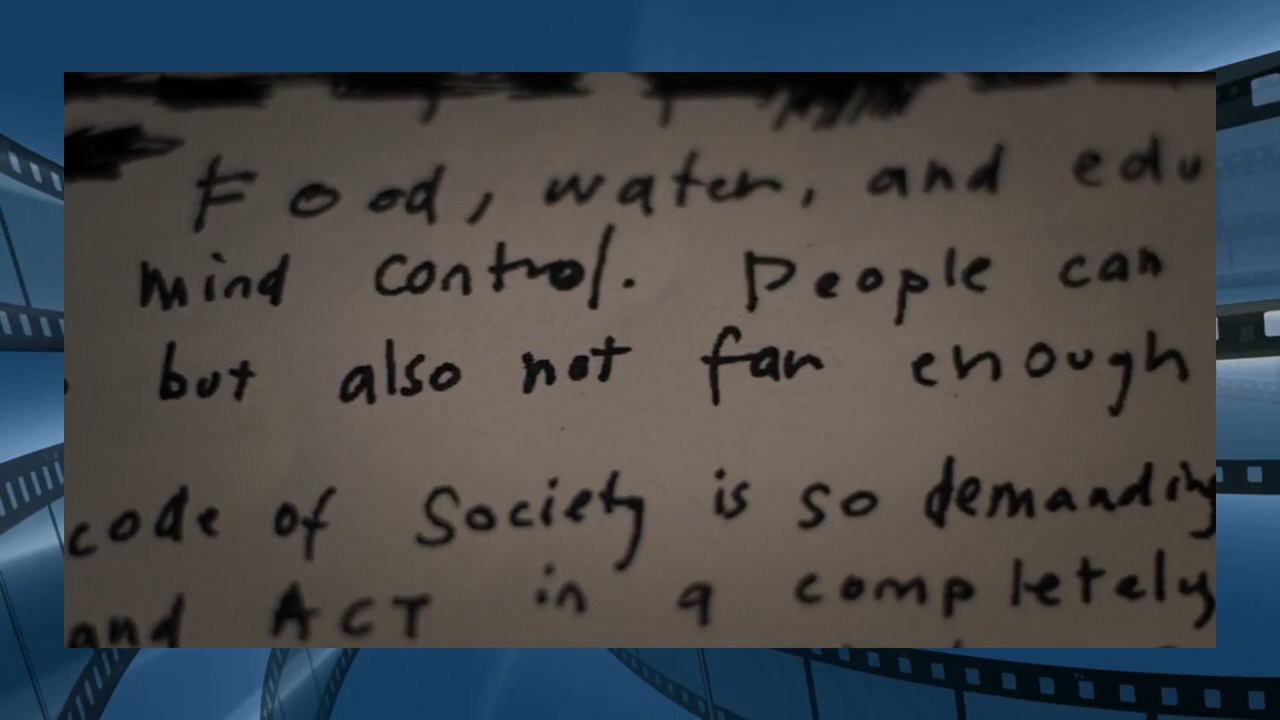 Food, water, and edu
mind control. People can
but also not far enough
code of Society is so demanding
and ACT in a completely